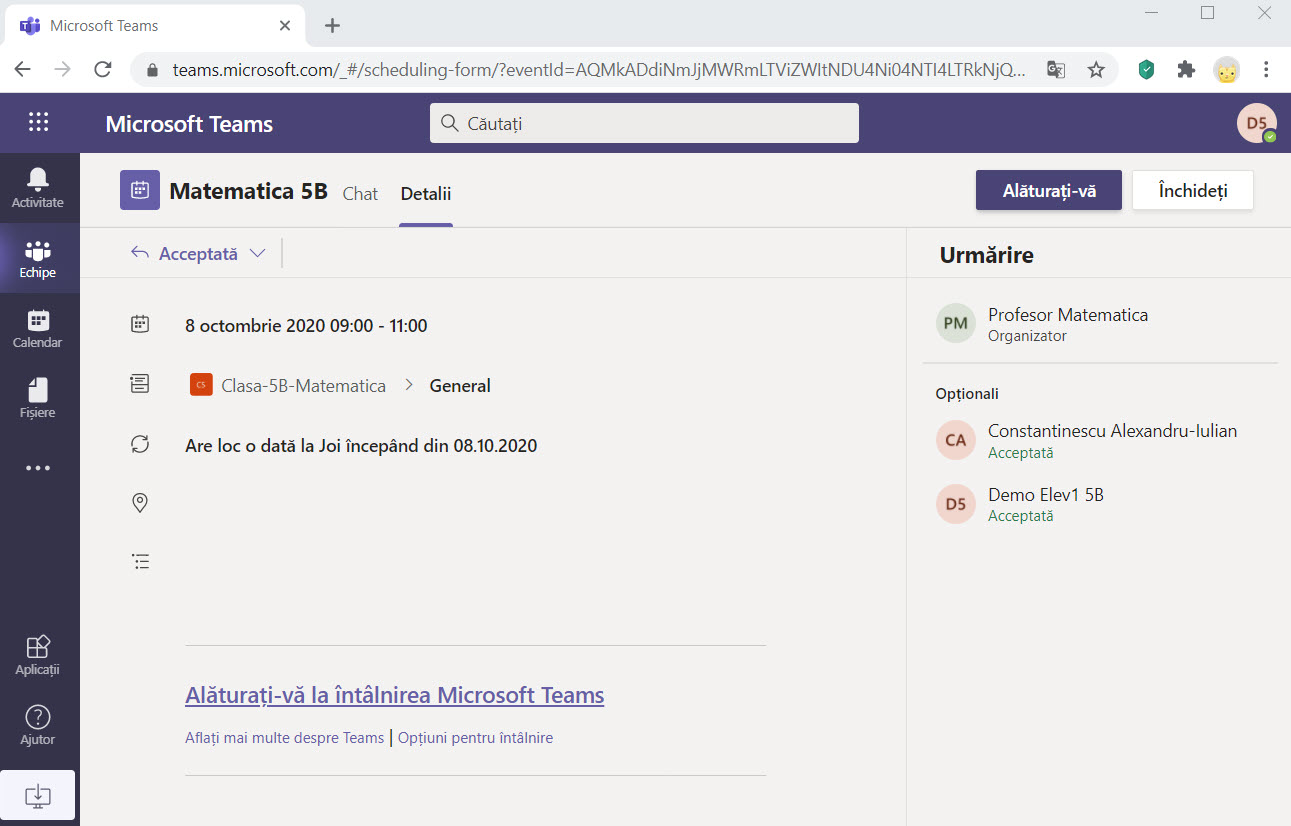 Microsoft Teams
teams.microsoft.com/_#/scheduling-form/?eventId=AQMkADdiNmJjMWRmLTViZWItNDU4Ni04NTI4LTRkNjQ...
Microsoft Teams
Căutați
D5
Activitate
Echipe
Calendar
Fișiere
Aplicații
Ajutor
Matematica 5B
Chat
Detalii
Alăturați-vă
Închideți
Acceptată
8 octombrie 2020 09:00 - 11:00
CS Clasa-5B-Matematica > General
Are loc o dată la Joi începând din 08.10.2020
Alăturați-vă la întâlnirea Microsoft Teams
Aflați mai multe despre Teams | Opțiuni pentru întâlnire
Urmărire
PM
Profesor Matematica
Organizator
Opționali
CA
Constantinescu Alexandru-Iulian
Acceptată
D5
Demo Elev1 5B
Acceptată